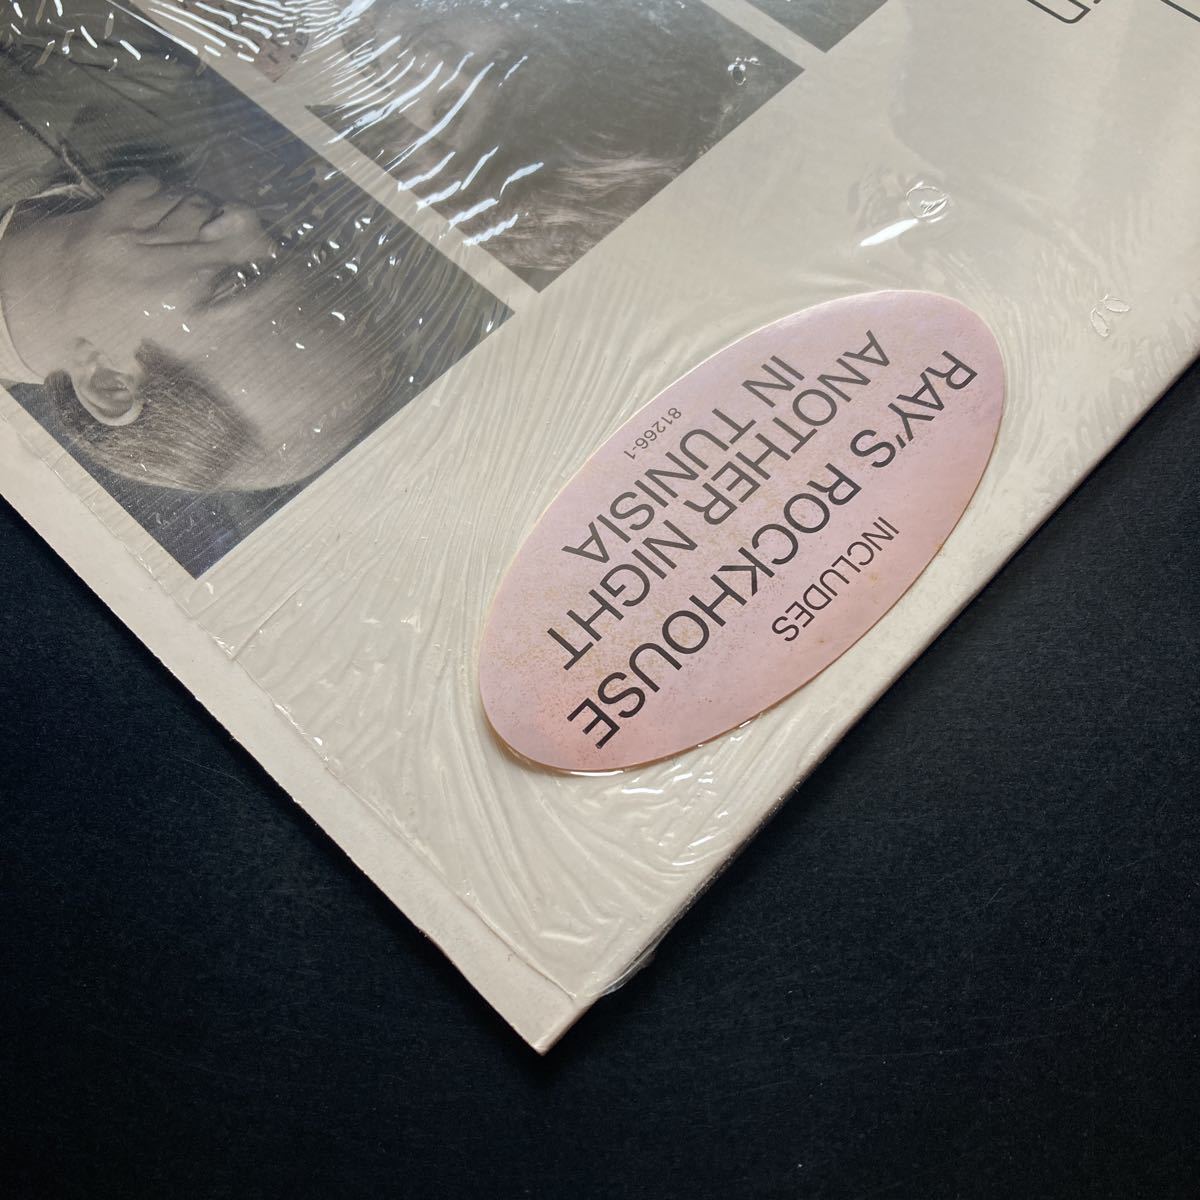 INCLUDES
RAY'S ROCKHOUSE
ANOTHER NIGHT
IN TUNISIA
81266-1